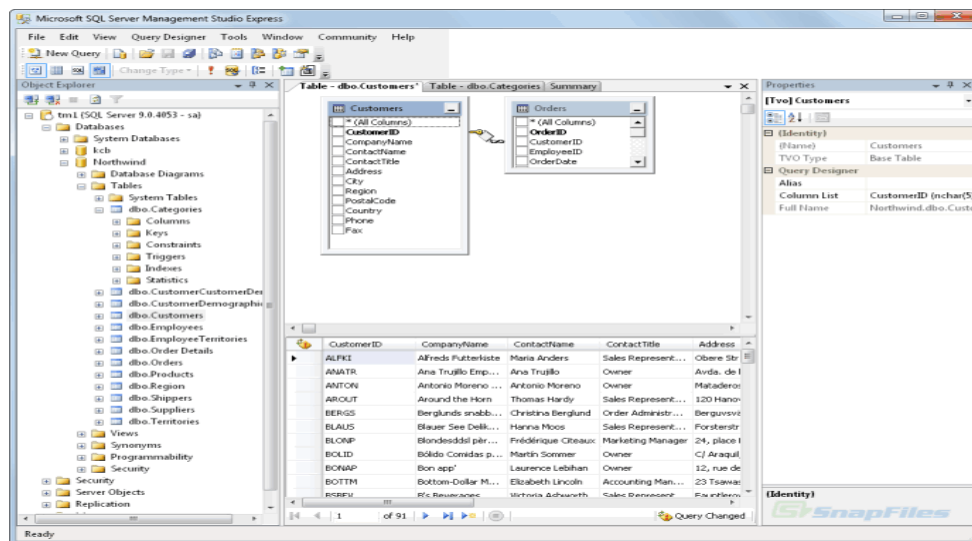 Microsoft SQL Server Management Studio Express
File Edit View Query Designer Tools Window Community Help
New Query
Change Type
Object Explorer
tm1 (SQL Server 9.0.4053 - sa)
Databases
System Databases
kcb
Northwind
Database Diagrams
Tables
System Tables
dbo.Categories
Columns
Keys
Constraints
Triggers
Indexes
Statistics
dbo.CustomerCustomerDe
dbo.CustomerDemographi
dbo.Customers
dbo.Employees
dbo.EmployeeTerritories
dbo.Order Details
dbo.Orders
dbo.Products
dbo.Region
dbo.Shippers
dbo.Suppliers
dbo.Territories
Views
Synonyms
Programmability
Security
Security
Server Objects
Replication
Table - dbo.Customers* Table - dbo.Categories Summary
Customers
* (All Columns)
CustomerID
CompanyName
ContactName
ContactTitle
Address
City
Region
PostalCode
Country
Phone
Fax
Orders
* (All Columns)
OrderID
CustomerID
EmployeeID
OrderDate
CustomerID CompanyName ContactName ContactTitle Address
ALFKI Alfreds Futterkiste Maria Anders Sales Represent... Obere Str
ANATR Ana Trujillo Emp... Ana Trujillo Owner Avda. de l
ANTON Antonio Moreno ... Antonio Moreno Owner Mataderos
AROUT Around the Horn Thomas Hardy Sales Represent... 120 Hanov
BERGS Berglunds snabb... Christina Berglund Order Administr... Berguvsvä
BLAUS Blauer See Delik... Hanna Moos Sales Represent... Forsterstr
BLONP Blondesddsl pèr... Frédérique Citeaux Marketing Manager 24, place
BOLID Bólido Comidas p... Martín Sommer Owner C/ Araquil,
BONAP Bon app' Laurence Lebihan Owner 12, rue de
BOTTM Bottom-Dollar M... Elizabeth Lincoln Accounting Man... 23 Tsawas
BSBEV B's Beverages Victoria Ashworth Sales Represent Fauntleroy
1 of 91 Query Changed
Properties
[Tvo] Customers
(Identity)
(Name) Customers
TVO Type Base Table
Query Designer
Alias
Column List CustomerID (nchar(5
Full Name Northwind.dbo.Custo
(Identity)
SnapFiles
Ready